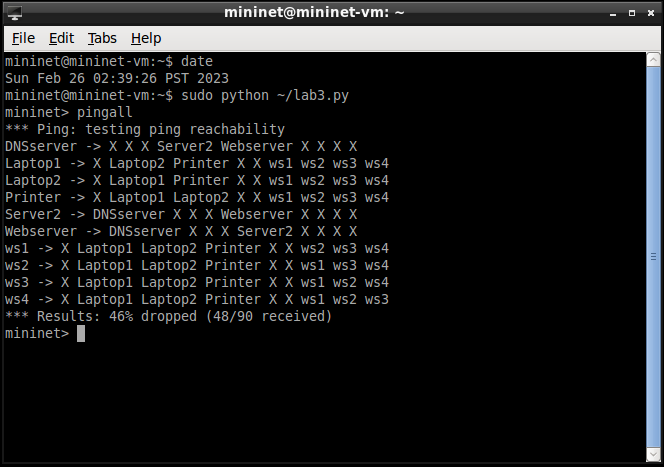 mininet@mininet-vm: ~
File Edit Tabs Help
mininet@mininet-vm:~$ date
Sun Feb 26 02:39:26 PST 2023
mininet@mininet-vm:~$ sudo python ~/lab3.py
mininet> pingall
*** Ping: testing ping reachability
DNSserver -> X X X Server2 Webserver X X X X
Laptop1 -> X Laptop2 Printer X X ws1 ws2 ws3 ws4
Laptop2 -> X Laptop1 Printer X X ws1 ws2 ws3 ws4
Printer -> X Laptop1 Laptop2 X X ws1 ws2 ws3 ws4
Server2 -> DNSserver X X X Webserver X X X X
Webserver -> DNSserver X X X Server2 X X X X
ws1 -> X Laptop1 Laptop2 Printer X X ws2 ws3 ws4
ws2 -> X Laptop1 Laptop2 Printer X X ws1 ws3 ws4
ws3 -> X Laptop1 Laptop2 Printer X X ws1 ws2 ws4
ws4 -> X Laptop1 Laptop2 Printer X X ws1 ws2 ws3
*** Results: 46% dropped (48/90 received)
mininet>